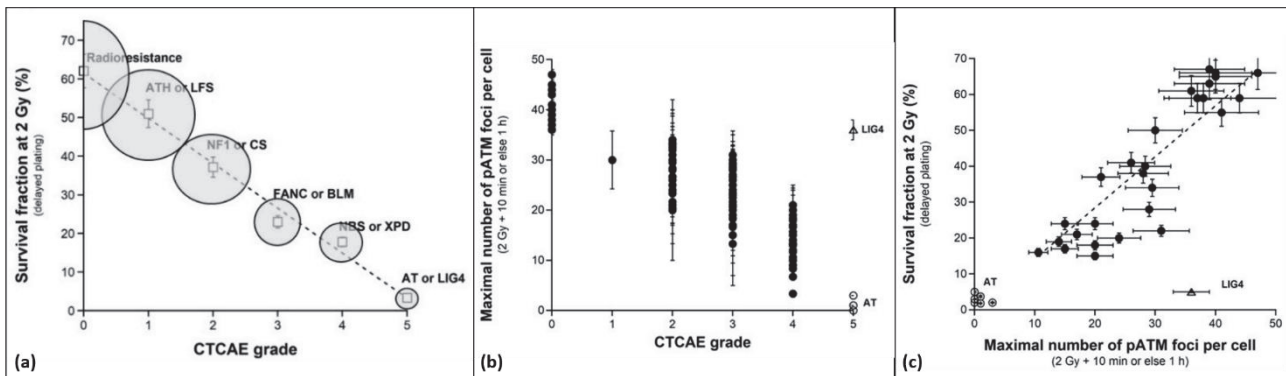 Survival fraction at 2 Gy (%)
(delayed plating)
70
60
50
40
30
20
10
0
Radioresistance
ATH or LFS
NF1 or CS
FANC or BLM
NBS or XPD
AT or LIG4
0 1 2 3 4 5
CTCAE grade
(a)
Maximal number of pATM foci per cell
(2 Gy + 10 min or else 1 h)
50
40
30
20
10
0
LIG4
AT
0 1 2 3 4 5
CTCAE grade
(b)
Survival fraction at 2 Gy (%)
(delayed plating)
70
60
50
40
30
20
10
0
AT
LIG4
10 20 30 40
Maximal number of pATM foci per cell
(2 Gy + 10 min or else 1 h)
(c)